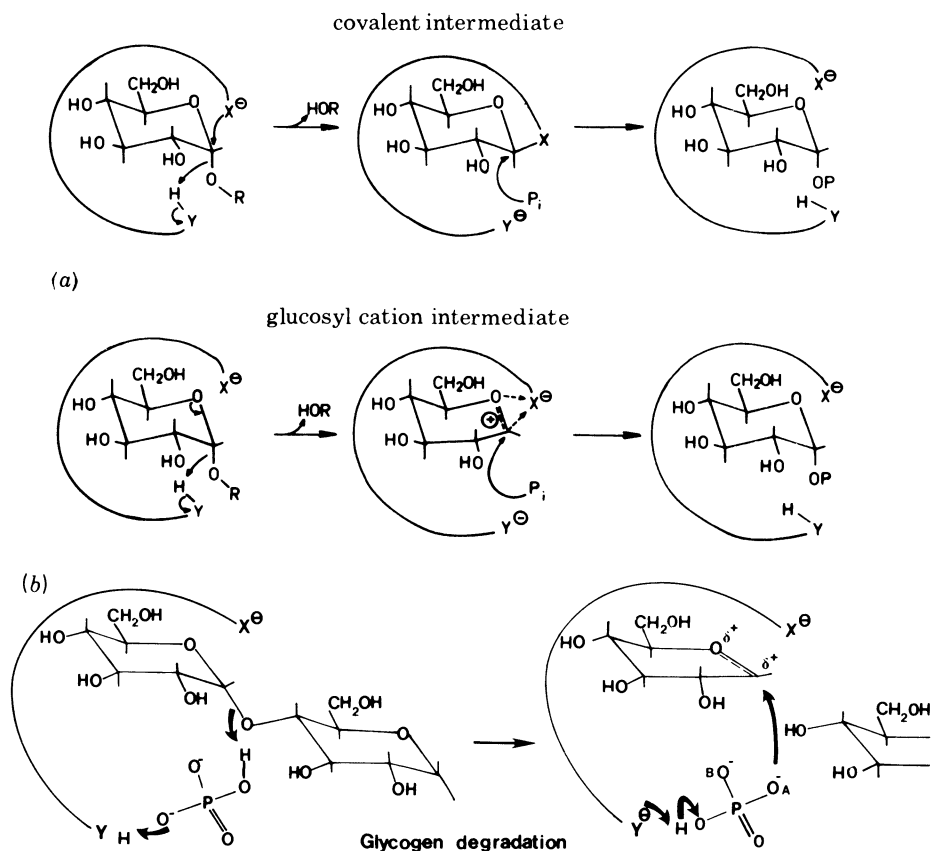 covalent intermediate
CH₂OH HO O X⊖ HO HO O R H Y
HOR
CH₂OH HO O HO X HO Pᵢ Y⊖
X⊖ CH₂OH HO O HO HO OP H Y
(a)
glucosyl cation intermediate
X⊖ CH₂OH HO O HO HO O R H Y
HOR
CH₂OH O X⊖ HO ⊕ HO HO Pᵢ Y⊖
X⊖ CH₂OH HO O HO HO OP H Y
(b)
X⊖ CH₂OH HO O HO OH O CH₂OH O HO OH H O⁻ O P O⁻ O Y H
X⊖ CH₂OH HO O δ⁺ δ⁺ HO OH CH₂OH HO HO B O⁻ O⁻ A P Y⊖ H O O
Glycogen degradation